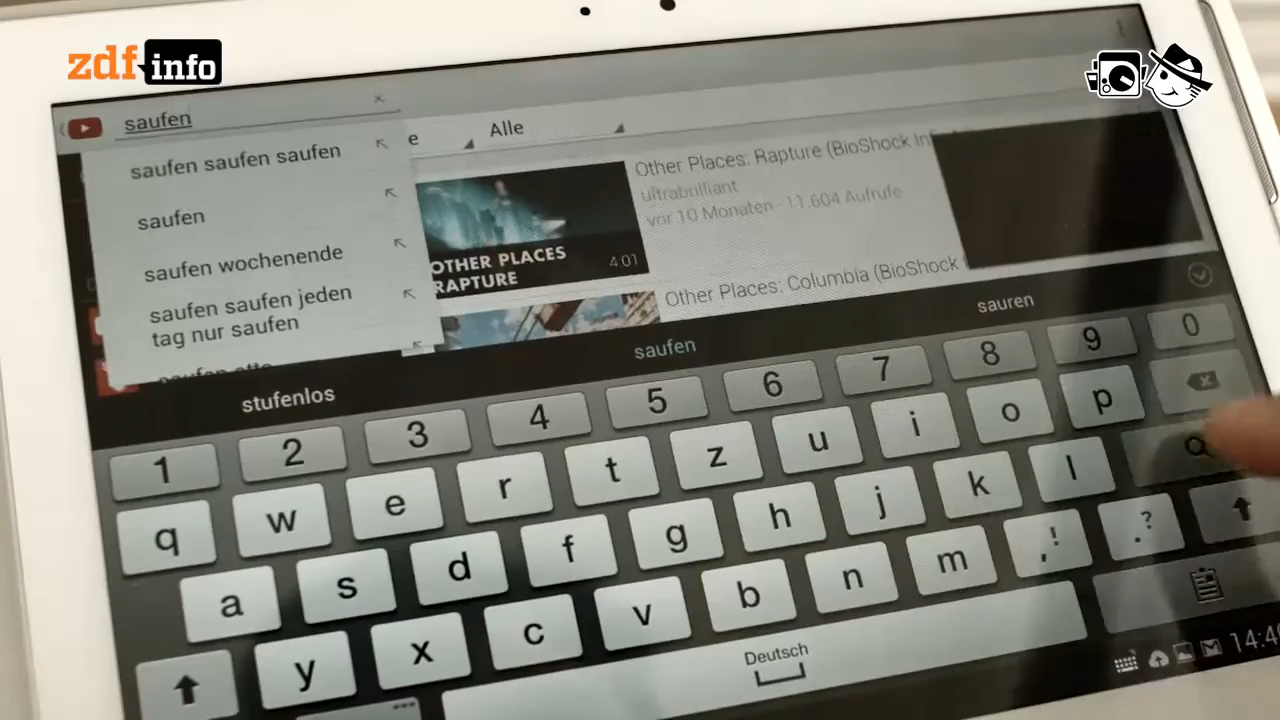 zdf info
saufen
e
Alle
saufen saufen saufen
saufen
saufen wochenende
saufen saufen jeden
tag nur saufen
Other Places: Rapture (BioShock
ultrabrilliant
vor 10 Monaten · 11.604 Aufrufe
OTHER PLACES
RAPTURE
4:01
Other Places: Columbia (BioShock
stufenlos
saufen
sauren
1 2 3 4 5 6 7 8 9 0
q w e r t z u i o p
a s d f g h j k l
y x c v b n m ,! .?
Deutsch